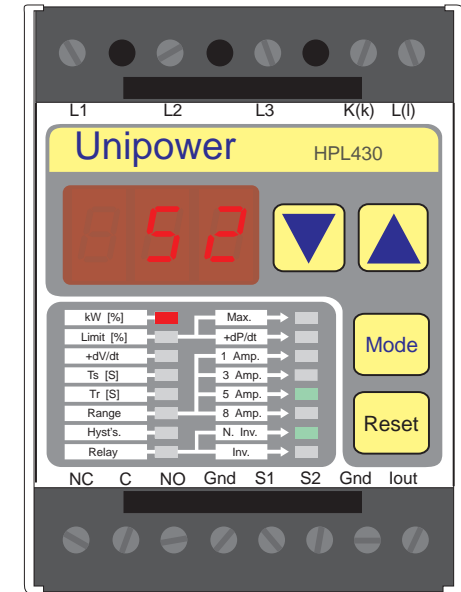 L1 L2 L3 K(k) L(l)
Unipower HPL430
52
kW [%] Max.
Limit [%] +dP/dt
+dV/dt 1 Amp.
Ts [S] 3 Amp.
Tr [S] 5 Amp.
Range 8 Amp.
Hyst's. N. Inv.
Relay Inv.
Mode
Reset
NC C NO Gnd S1 S2 Gnd Iout